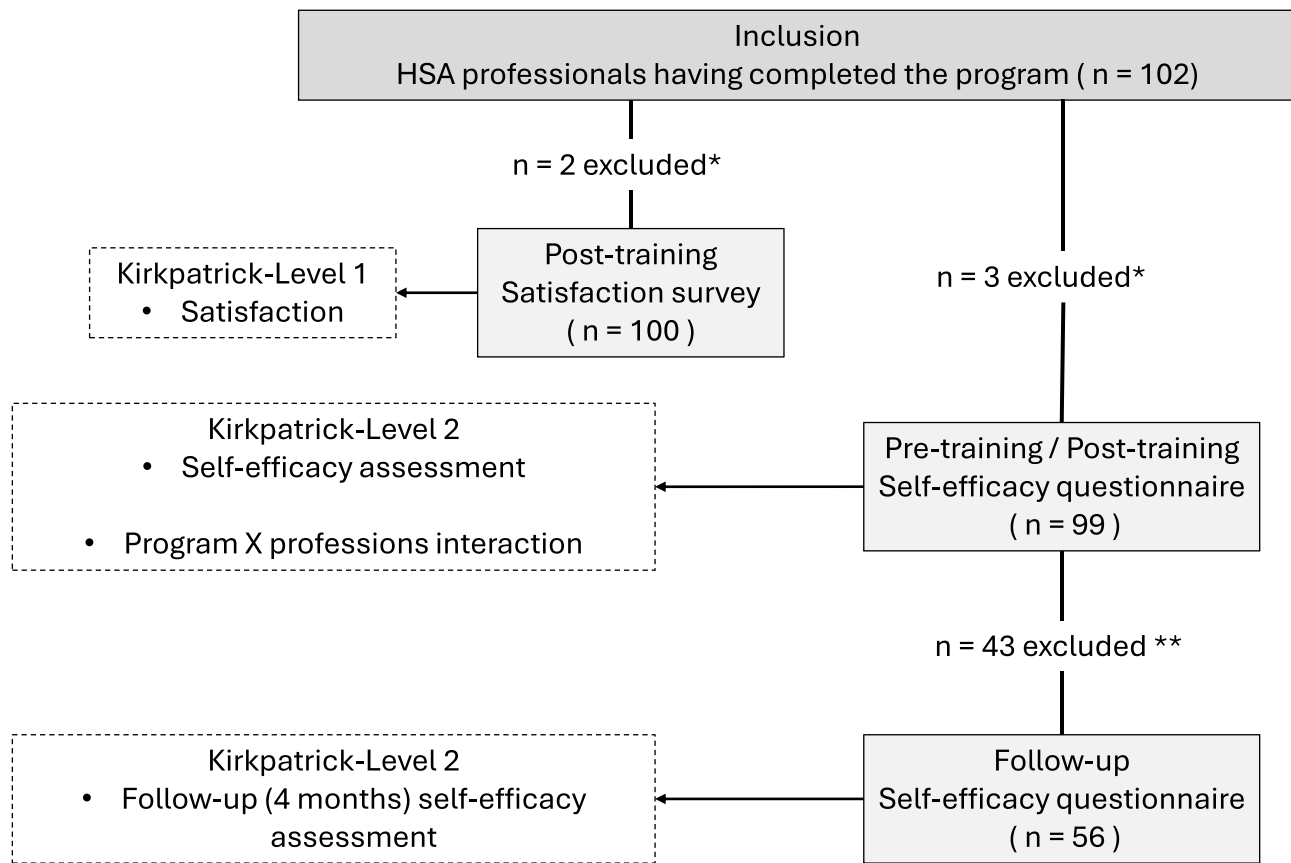 Inclusion
HSA professionals having completed the program ( n = 102)
n = 2 excluded*
Post-training
Satisfaction survey
( n = 100 )
Kirkpatrick-Level 1
• Satisfaction
n = 3 excluded*
Kirkpatrick-Level 2
• Self-efficacy assessment
• Program X professions interaction
Pre-training / Post-training
Self-efficacy questionnaire
( n = 99 )
n = 43 excluded **
Kirkpatrick-Level 2
• Follow-up (4 months) self-efficacy
assessment
Follow-up
Self-efficacy questionnaire
( n = 56 )